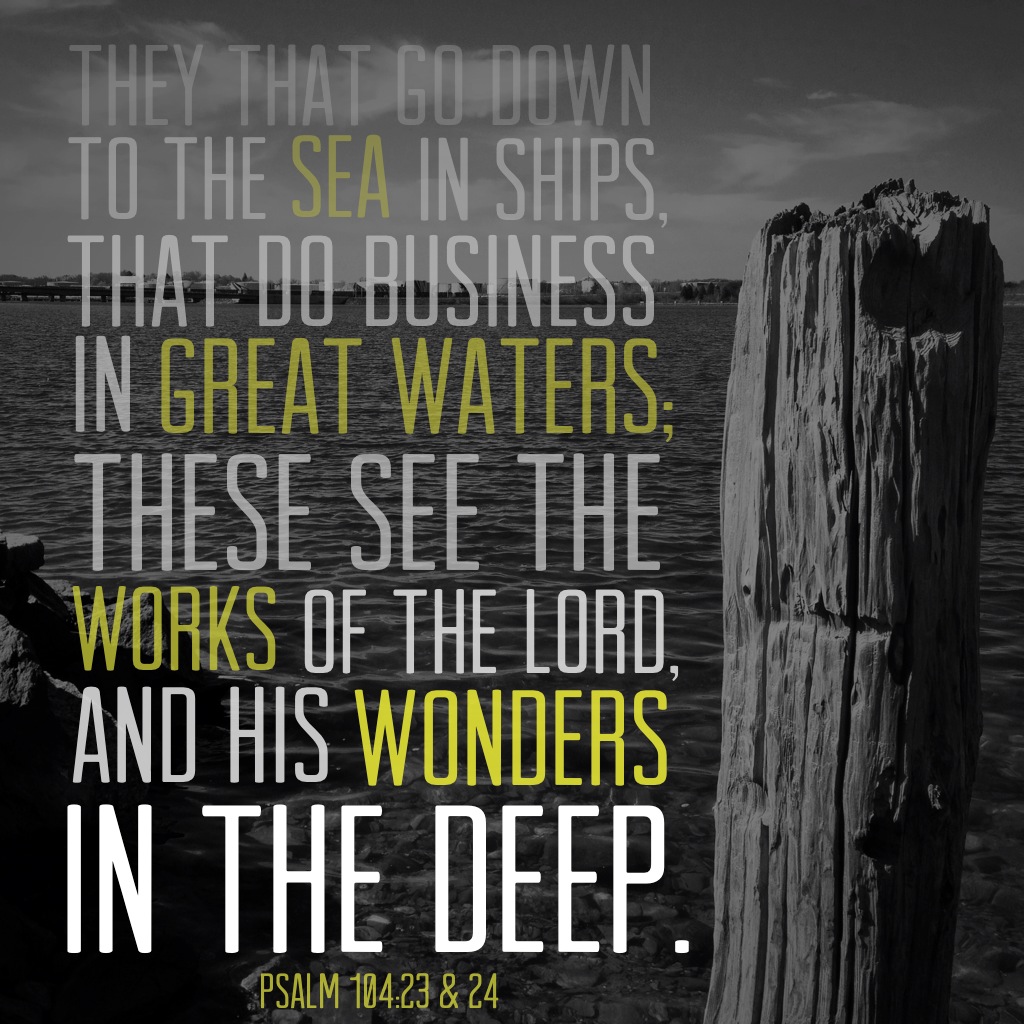 THEY THAT GO DOWN
TO THE SEA IN SHIPS,
THAT DO BUSINESS
IN GREAT WATERS;
THESE SEE THE
WORKS OF THE LORD,
AND HIS WONDERS
IN THE DEEP.
PSALM 104:23 & 24